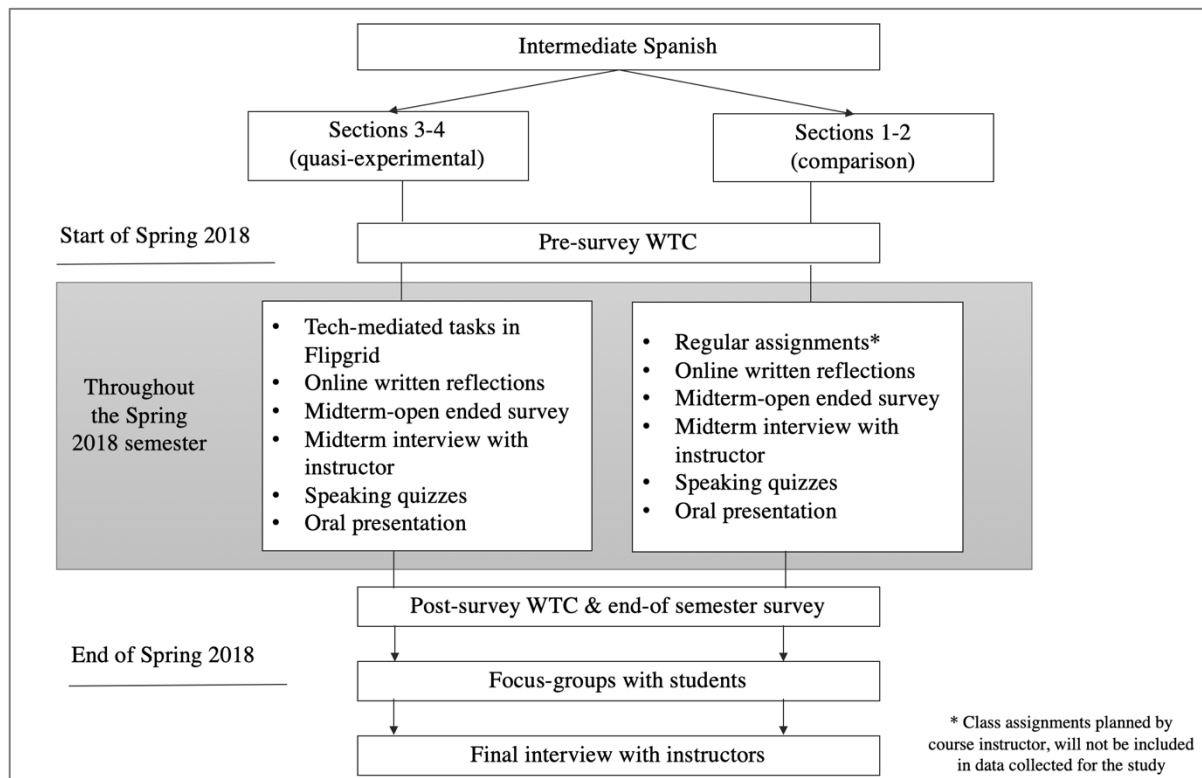 Intermediate Spanish
Sections 3-4
(quasi-experimental)
Sections 1-2
(comparison)
Start of Spring 2018
Pre-survey WTC
Throughout
the Spring
2018 semester
• Tech-mediated tasks in
Flipgrid
• Online written reflections
• Midterm-open ended survey
• Midterm interview with
instructor
• Speaking quizzes
• Oral presentation
• Regular assignments*
• Online written reflections
• Midterm-open ended survey
• Midterm interview with
instructor
• Speaking quizzes
• Oral presentation
Post-survey WTC & end-of semester survey
End of Spring 2018
Focus-groups with students
Final interview with instructors
* Class assignments planned by
course instructor, will not be included
in data collected for the study